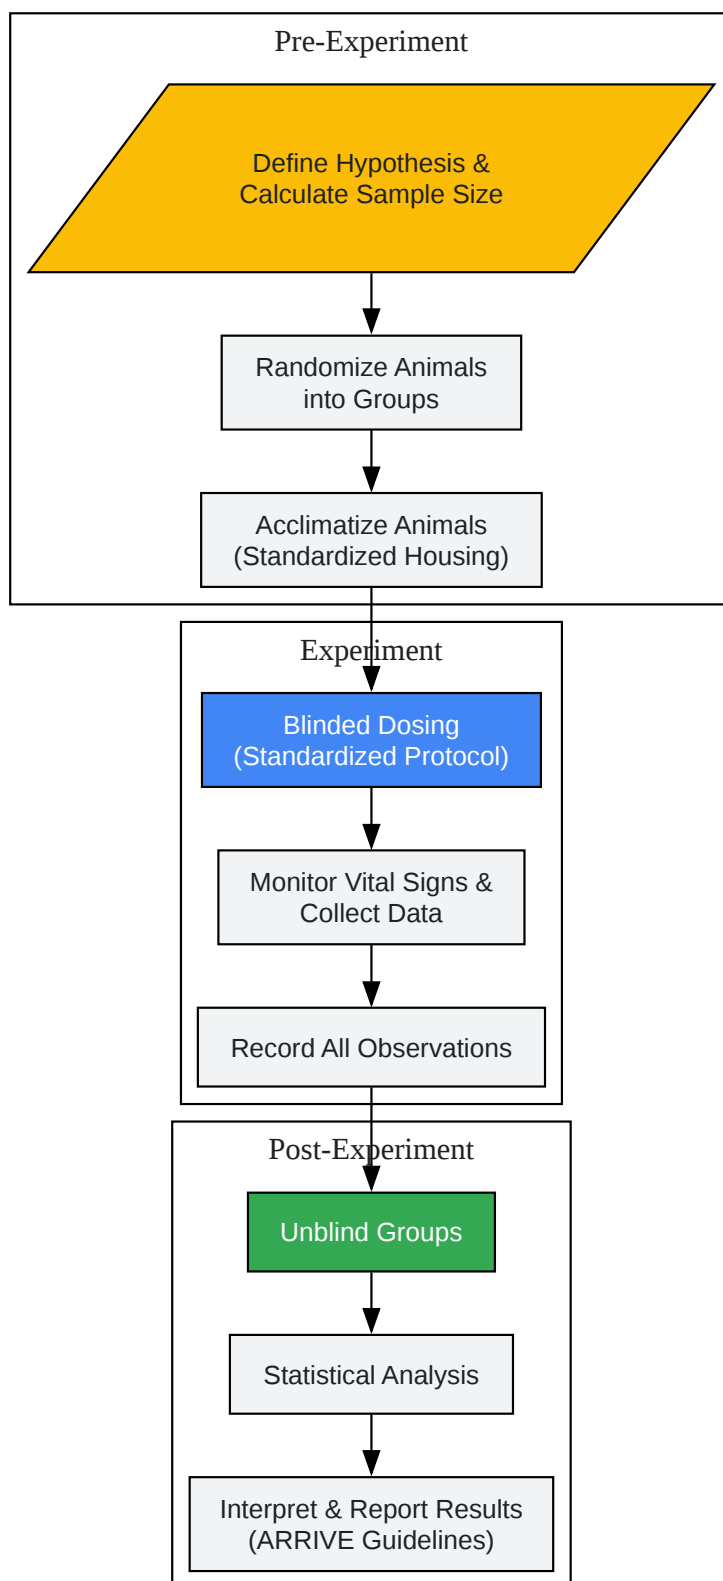 Pre-Experiment
Define Hypothesis &
Calculate Sample Size
Randomize Animals
into Groups
Acclimatize Animals
(Standardized Housing)
Experiment
Blinded Dosing
(Standardized Protocol)
Monitor Vital Signs &
Collect Data
Record All Observations
Post-Experiment
Unblind Groups
Statistical Analysis
Interpret & Report Results
(ARRIVE Guidelines)